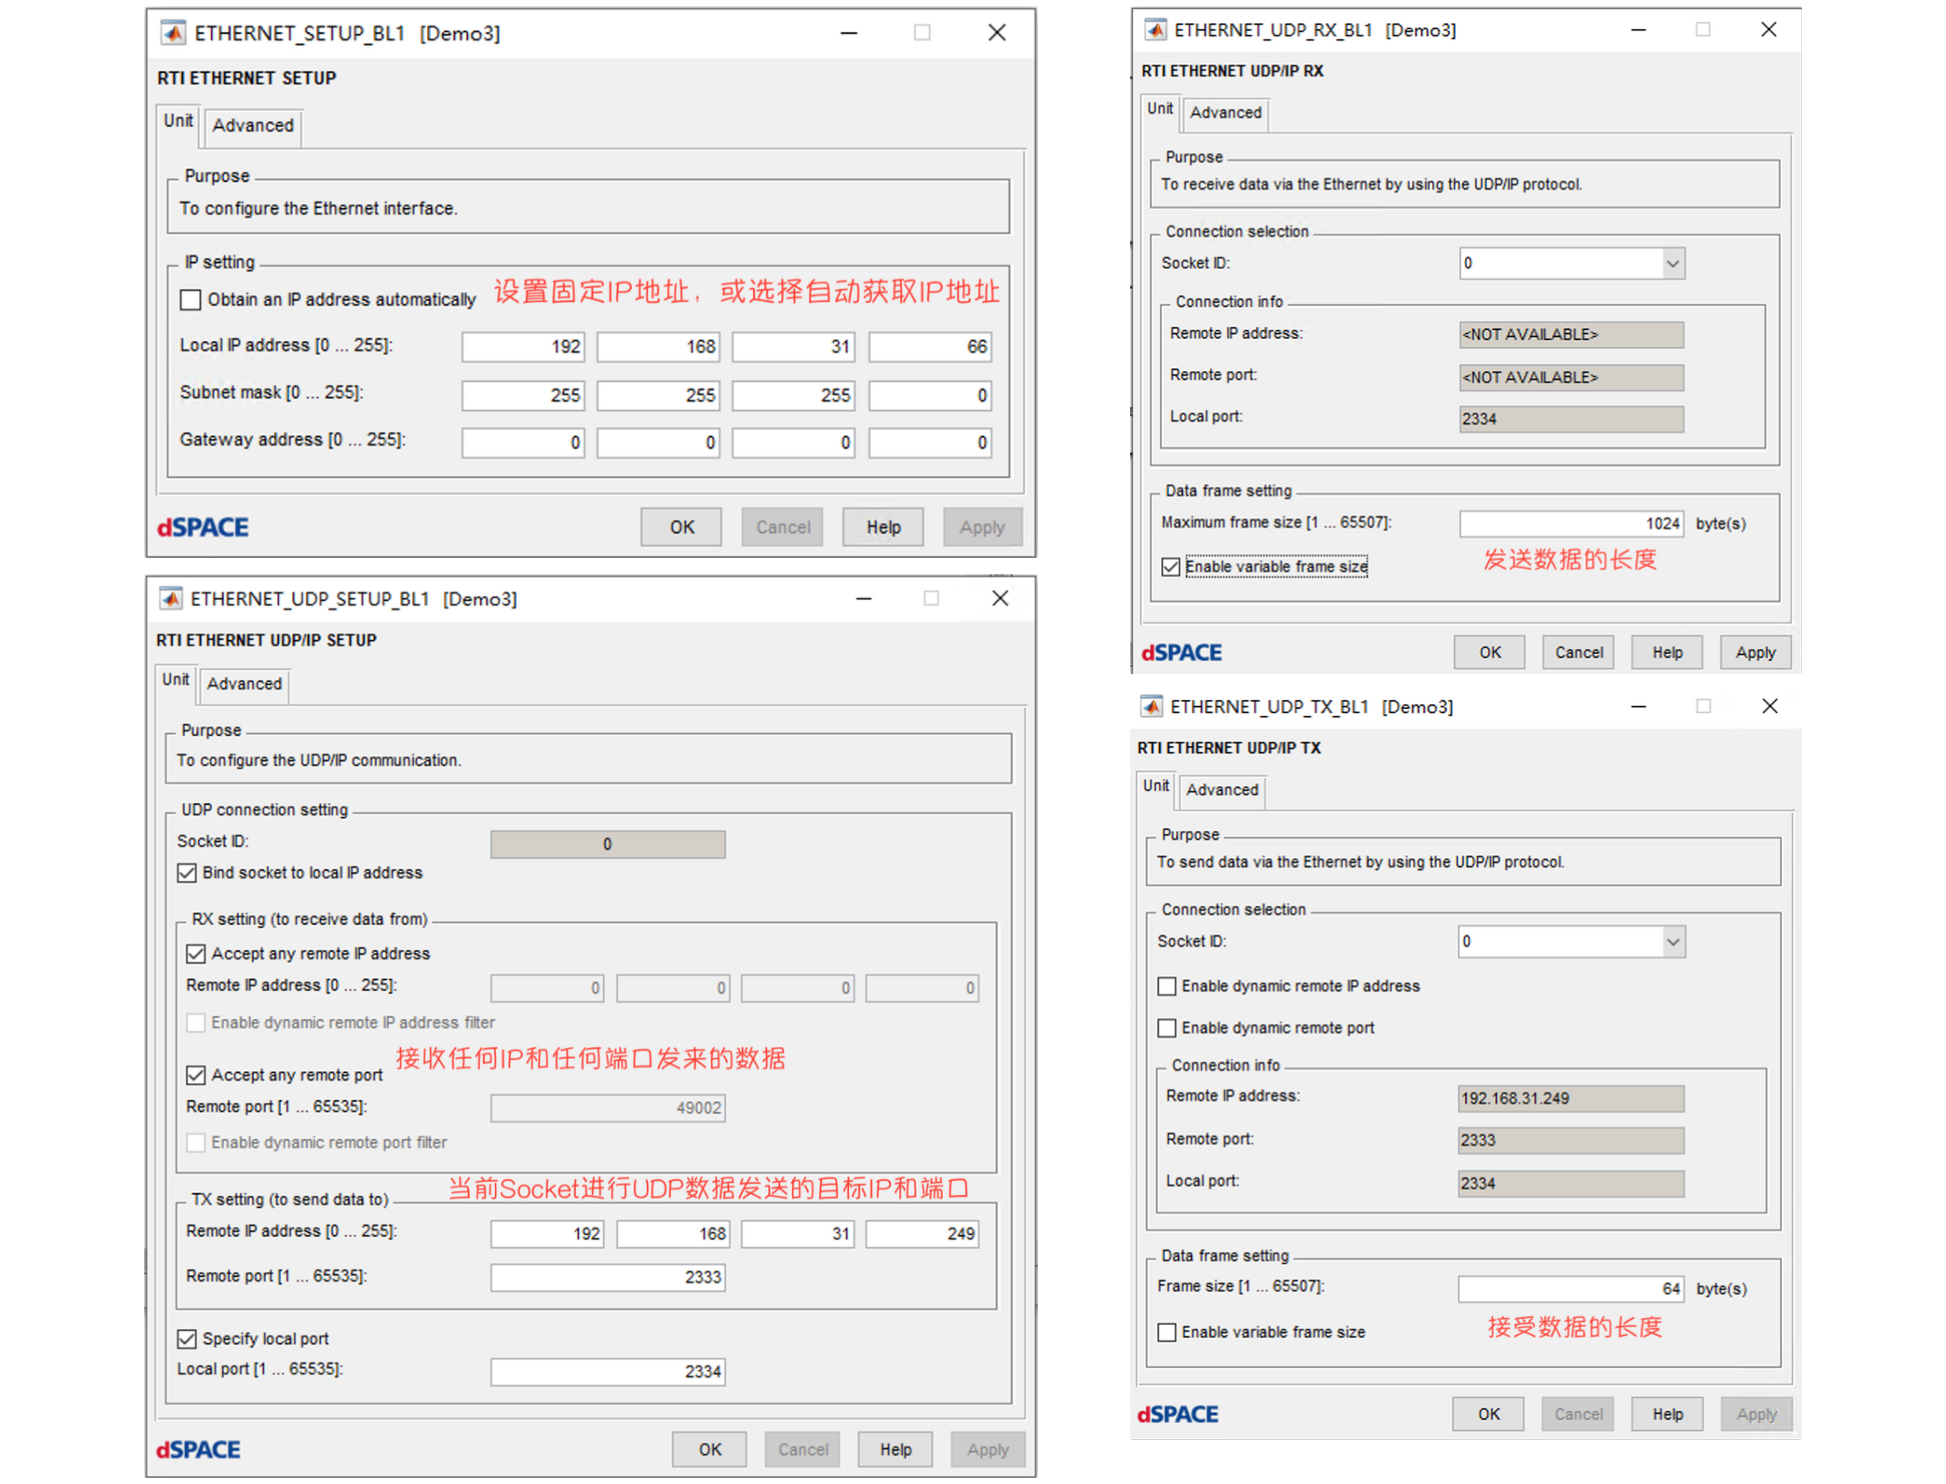 ETHERNET_SETUP_BL1 [Demo3]
RTI ETHERNET SETUP
Unit Advanced
Purpose
To configure the Ethernet interface.
IP setting
Obtain an IP address automatically 设置固定IP地址，或选择自动获取IP地址
Local IP address [0 ... 255]: 192 168 31 66
Subnet mask [0 ... 255]: 255 255 255 0
Gateway address [0 ... 255]: 0 0 0 0
dSPACE OK Cancel Help Apply
ETHERNET_UDP_SETUP_BL1 [Demo3]
RTI ETHERNET UDP/IP SETUP
Unit Advanced
Purpose
To configure the UDP/IP communication.
UDP connection setting
Socket ID: 0
Bind socket to local IP address
RX setting (to receive data from)
Accept any remote IP address
Remote IP address [0 ... 255]: 0 0 0 0
Enable dynamic remote IP address filter
接收任何IP和任何端口发来的数据
Accept any remote port
Remote port [1 ... 65535]: 49002
Enable dynamic remote port filter
当前Socket进行UDP数据发送的目标IP和端口
TX setting (to send data to)
Remote IP address [0 ... 255]: 192 168 31 249
Remote port [1 ... 65535]: 2333
Specify local port
Local port [1 ... 65535]: 2334
dSPACE OK Cancel Help Apply
ETHERNET_UDP_RX_BL1 [Demo3]
RTI ETHERNET UDP/IP RX
Unit Advanced
Purpose
To receive data via the Ethernet by using the UDP/IP protocol.
Connection selection
Socket ID: 0
Connection info
Remote IP address: <NOT AVAILABLE>
Remote port: <NOT AVAILABLE>
Local port: 2334
Data frame setting
Maximum frame size [1 ... 65507]: 1024 byte(s)
发送数据的长度
Enable variable frame size
dSPACE OK Cancel Help Apply
ETHERNET_UDP_TX_BL1 [Demo3]
RTI ETHERNET UDP/IP TX
Unit Advanced
Purpose
To send data via the Ethernet by using the UDP/IP protocol.
Connection selection
Socket ID: 0
Enable dynamic remote IP address
Enable dynamic remote port
Connection info
Remote IP address: 192.168.31.249
Remote port: 2333
Local port: 2334
Data frame setting
Frame size [1 ... 65507]: 64 byte(s)
Enable variable frame size 接受数据的长度
dSPACE OK Cancel Help Apply